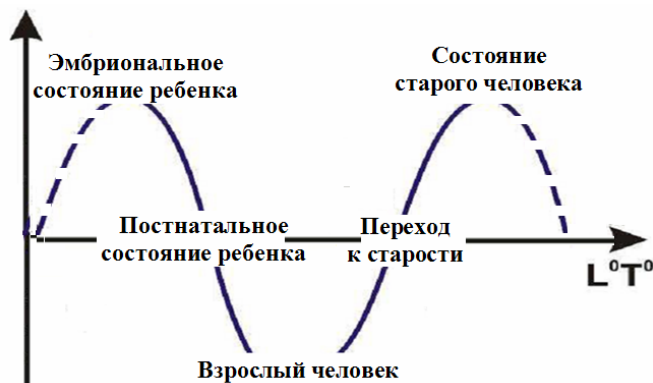 Эмбриональное
состояние ребенка
Состояние
старого человека
Постнатальное
состояние ребенка
Переход
к старости
L⁰T⁰
Взрослый человек